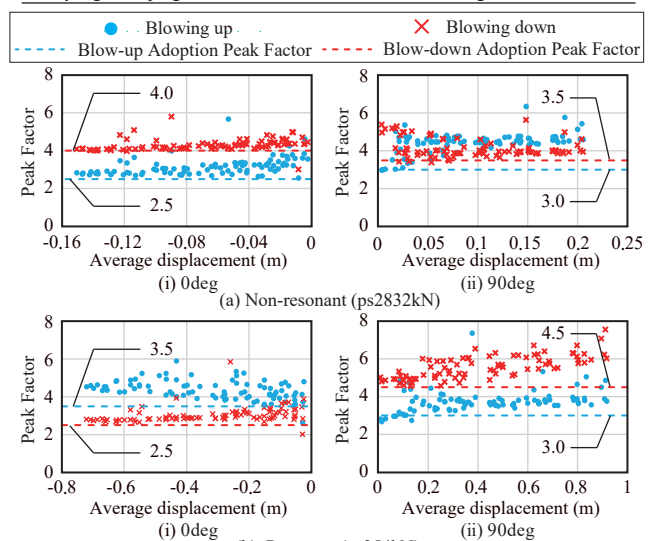 Blowing up
Blowing down
Blow-up Adoption Peak Factor
Blow-down Adoption Peak Factor
Peak Factor
8
6
4
2
0
4.0
2.5
-0.16
-0.12
-0.08
-0.04
0
Average displacement (m)
(i) 0deg
Peak Factor
8
6
4
2
0
3.5
3.0
0
0.05
0.1
0.15
0.2
0.25
Average displacement (m)
(ii) 90deg
(a) Non-resonant (ps2832kN)
Peak Factor
8
6
4
2
0
3.5
2.5
-0.8
-0.6
-0.4
-0.2
0
Average displacement (m)
(i) 0deg
Peak Factor
8
6
4
2
0
4.5
3.0
0
0.2
0.4
0.6
0.8
1
Average displacement (m)
(ii) 90deg